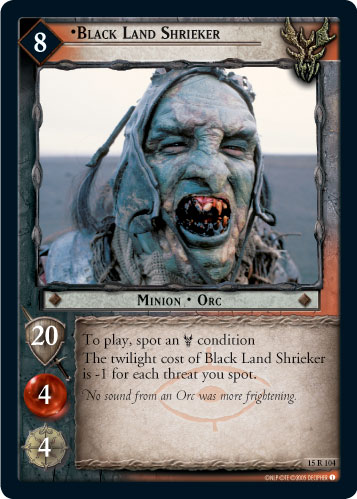 8
•Black Land Shrieker
Minion • Orc
20
4
4
To play, spot an condition
The twilight cost of Black Land Shrieker
is -1 for each threat you spot.
No sound from an Orc was more frightening.
15 R 104